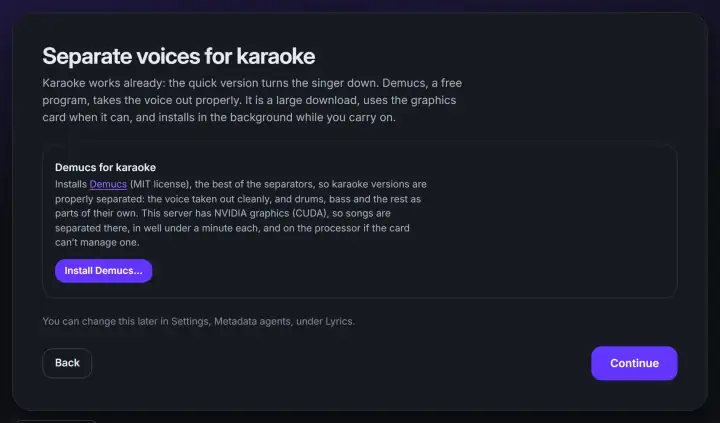 Separate voices for karaoke
Karaoke works already: the quick version turns the singer down. Demucs, a free
program, takes the voice out properly. It is a large download, uses the graphics
card when it can, and installs in the background while you carry on.
Demucs for karaoke
Installs Demucs (MIT license), the best of the separators, so karaoke versions are
properly separated: the voice taken out cleanly, and drums, bass and the rest as
parts of their own. This server has NVIDIA graphics (CUDA), so songs are
separated there, in well under a minute each, and on the processor if the card
can't manage one.
Install Demucs...
You can change this later in Settings, Metadata agents, under Lyrics.
Back
Continue